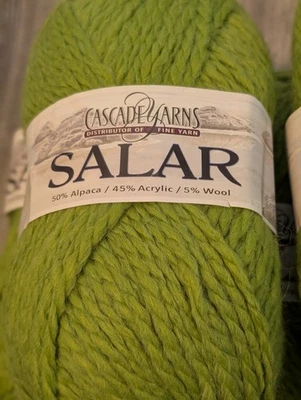 CASCADE YARNS
DISTRIBUTOR OF FINE YARN
SALAR
50% Alpaca / 45% Acrylic / 5% Wool